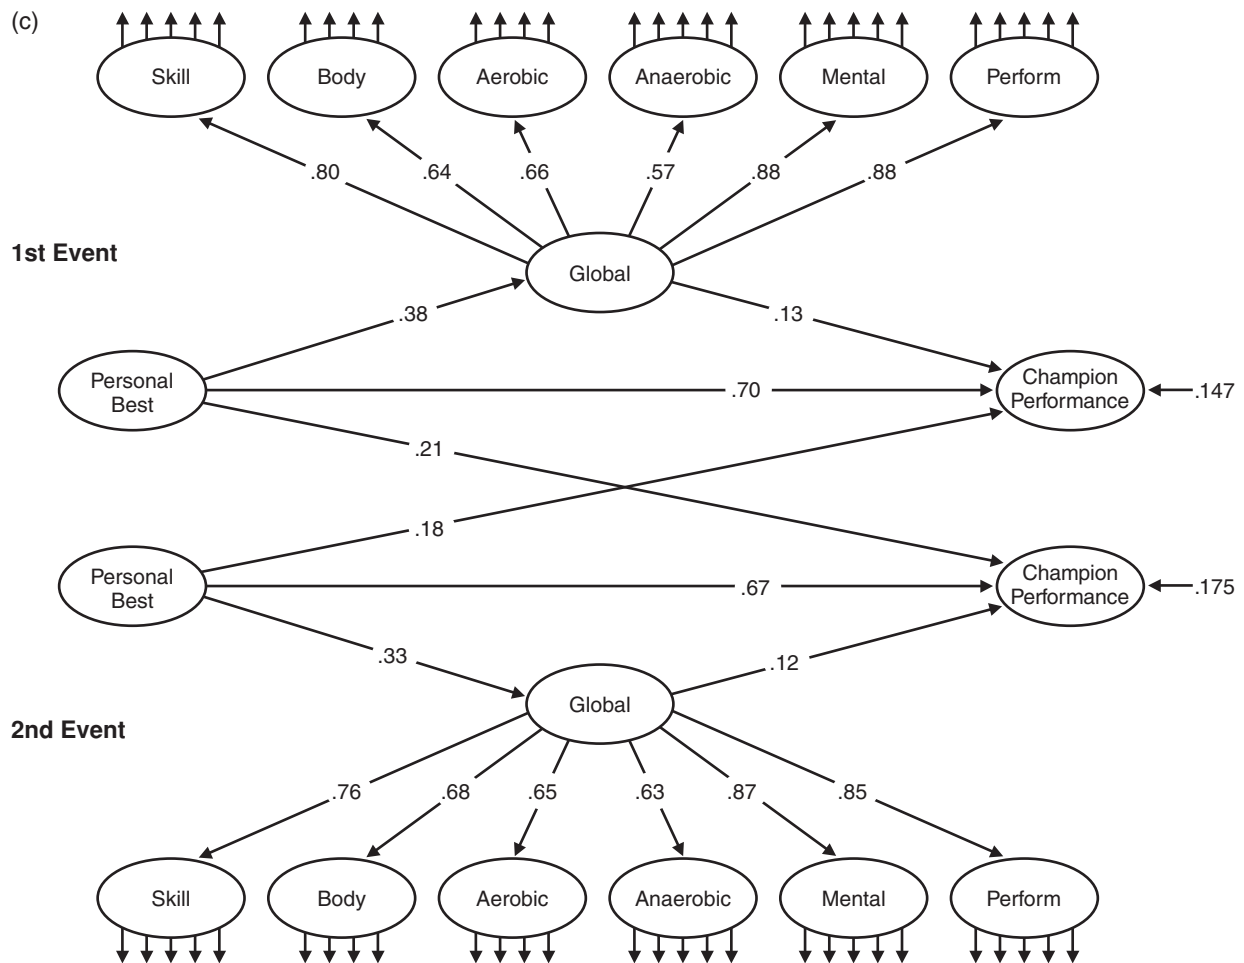 (c)
Skill
Body
Aerobic
Anaerobic
Mental
Perform
.80
.64
.66
.57
.88
.88
1st Event
Global
.38
.13
Personal
Best
.70
Champion
Performance
.147
.21
.18
Personal
Best
.67
Champion
Performance
.175
.33
.12
Global
2nd Event
.76
.68
.65
.63
.87
.85
Skill
Body
Aerobic
Anaerobic
Mental
Perform